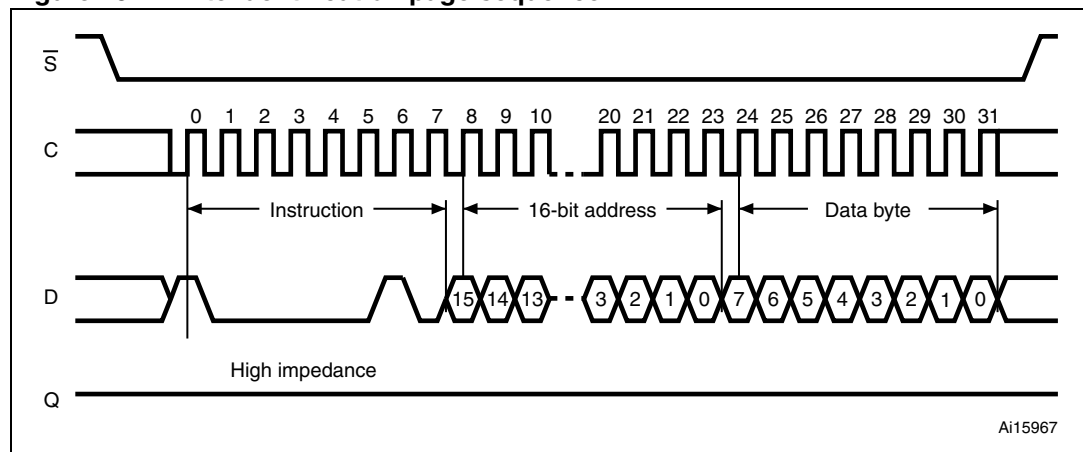 S
0 1 2 3 4 5 6 7 8 9 10 20 21 22 23 24 25 26 27 28 29 30 31
C
Instruction 16-bit address Data byte
D
15 14 13 3 2 1 0 7 6 5 4 3 2 1 0
High impedance
Q
Ai15967